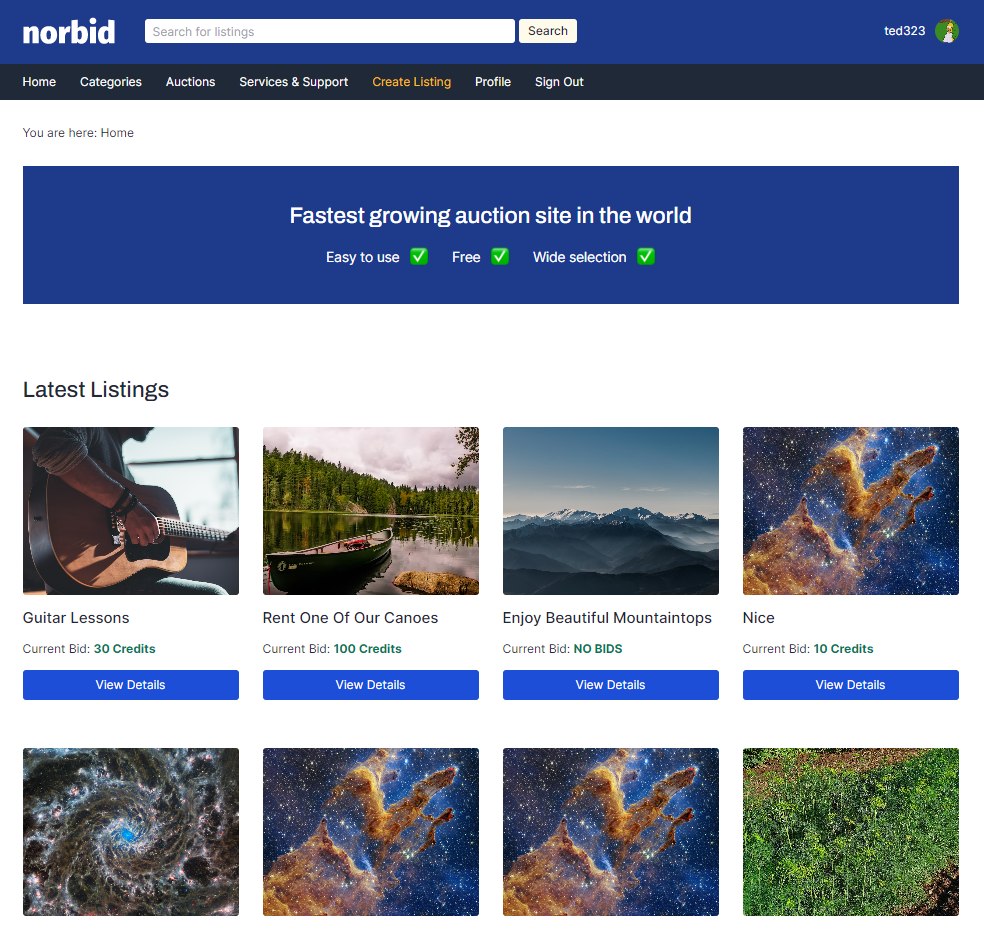 norbid
Search for listings
Search
ted323
Home Categories Auctions Services & Support Create Listing Profile Sign Out
You are here: Home
Fastest growing auction site in the world
Easy to use ✅ Free ✅ Wide selection ✅
Latest Listings
Guitar Lessons
Current Bid: 30 Credits
View Details
Rent One Of Our Canoes
Current Bid: 100 Credits
View Details
Enjoy Beautiful Mountaintops
Current Bid: NO BIDS
View Details
Nice
Current Bid: 10 Credits
View Details